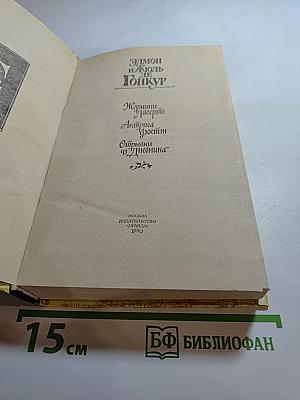 ЭДМОН
И ЖЮЛЬ
ДЕ
ГОНКУР
Жермини
Ласерте
Актриса
Фостен
Отрывки
из „Дневника“
МОСКВА
ИЗДАТЕЛЬСТВО
«ПРАВДА»
1990
15 см
БФ БИБЛИОФАН